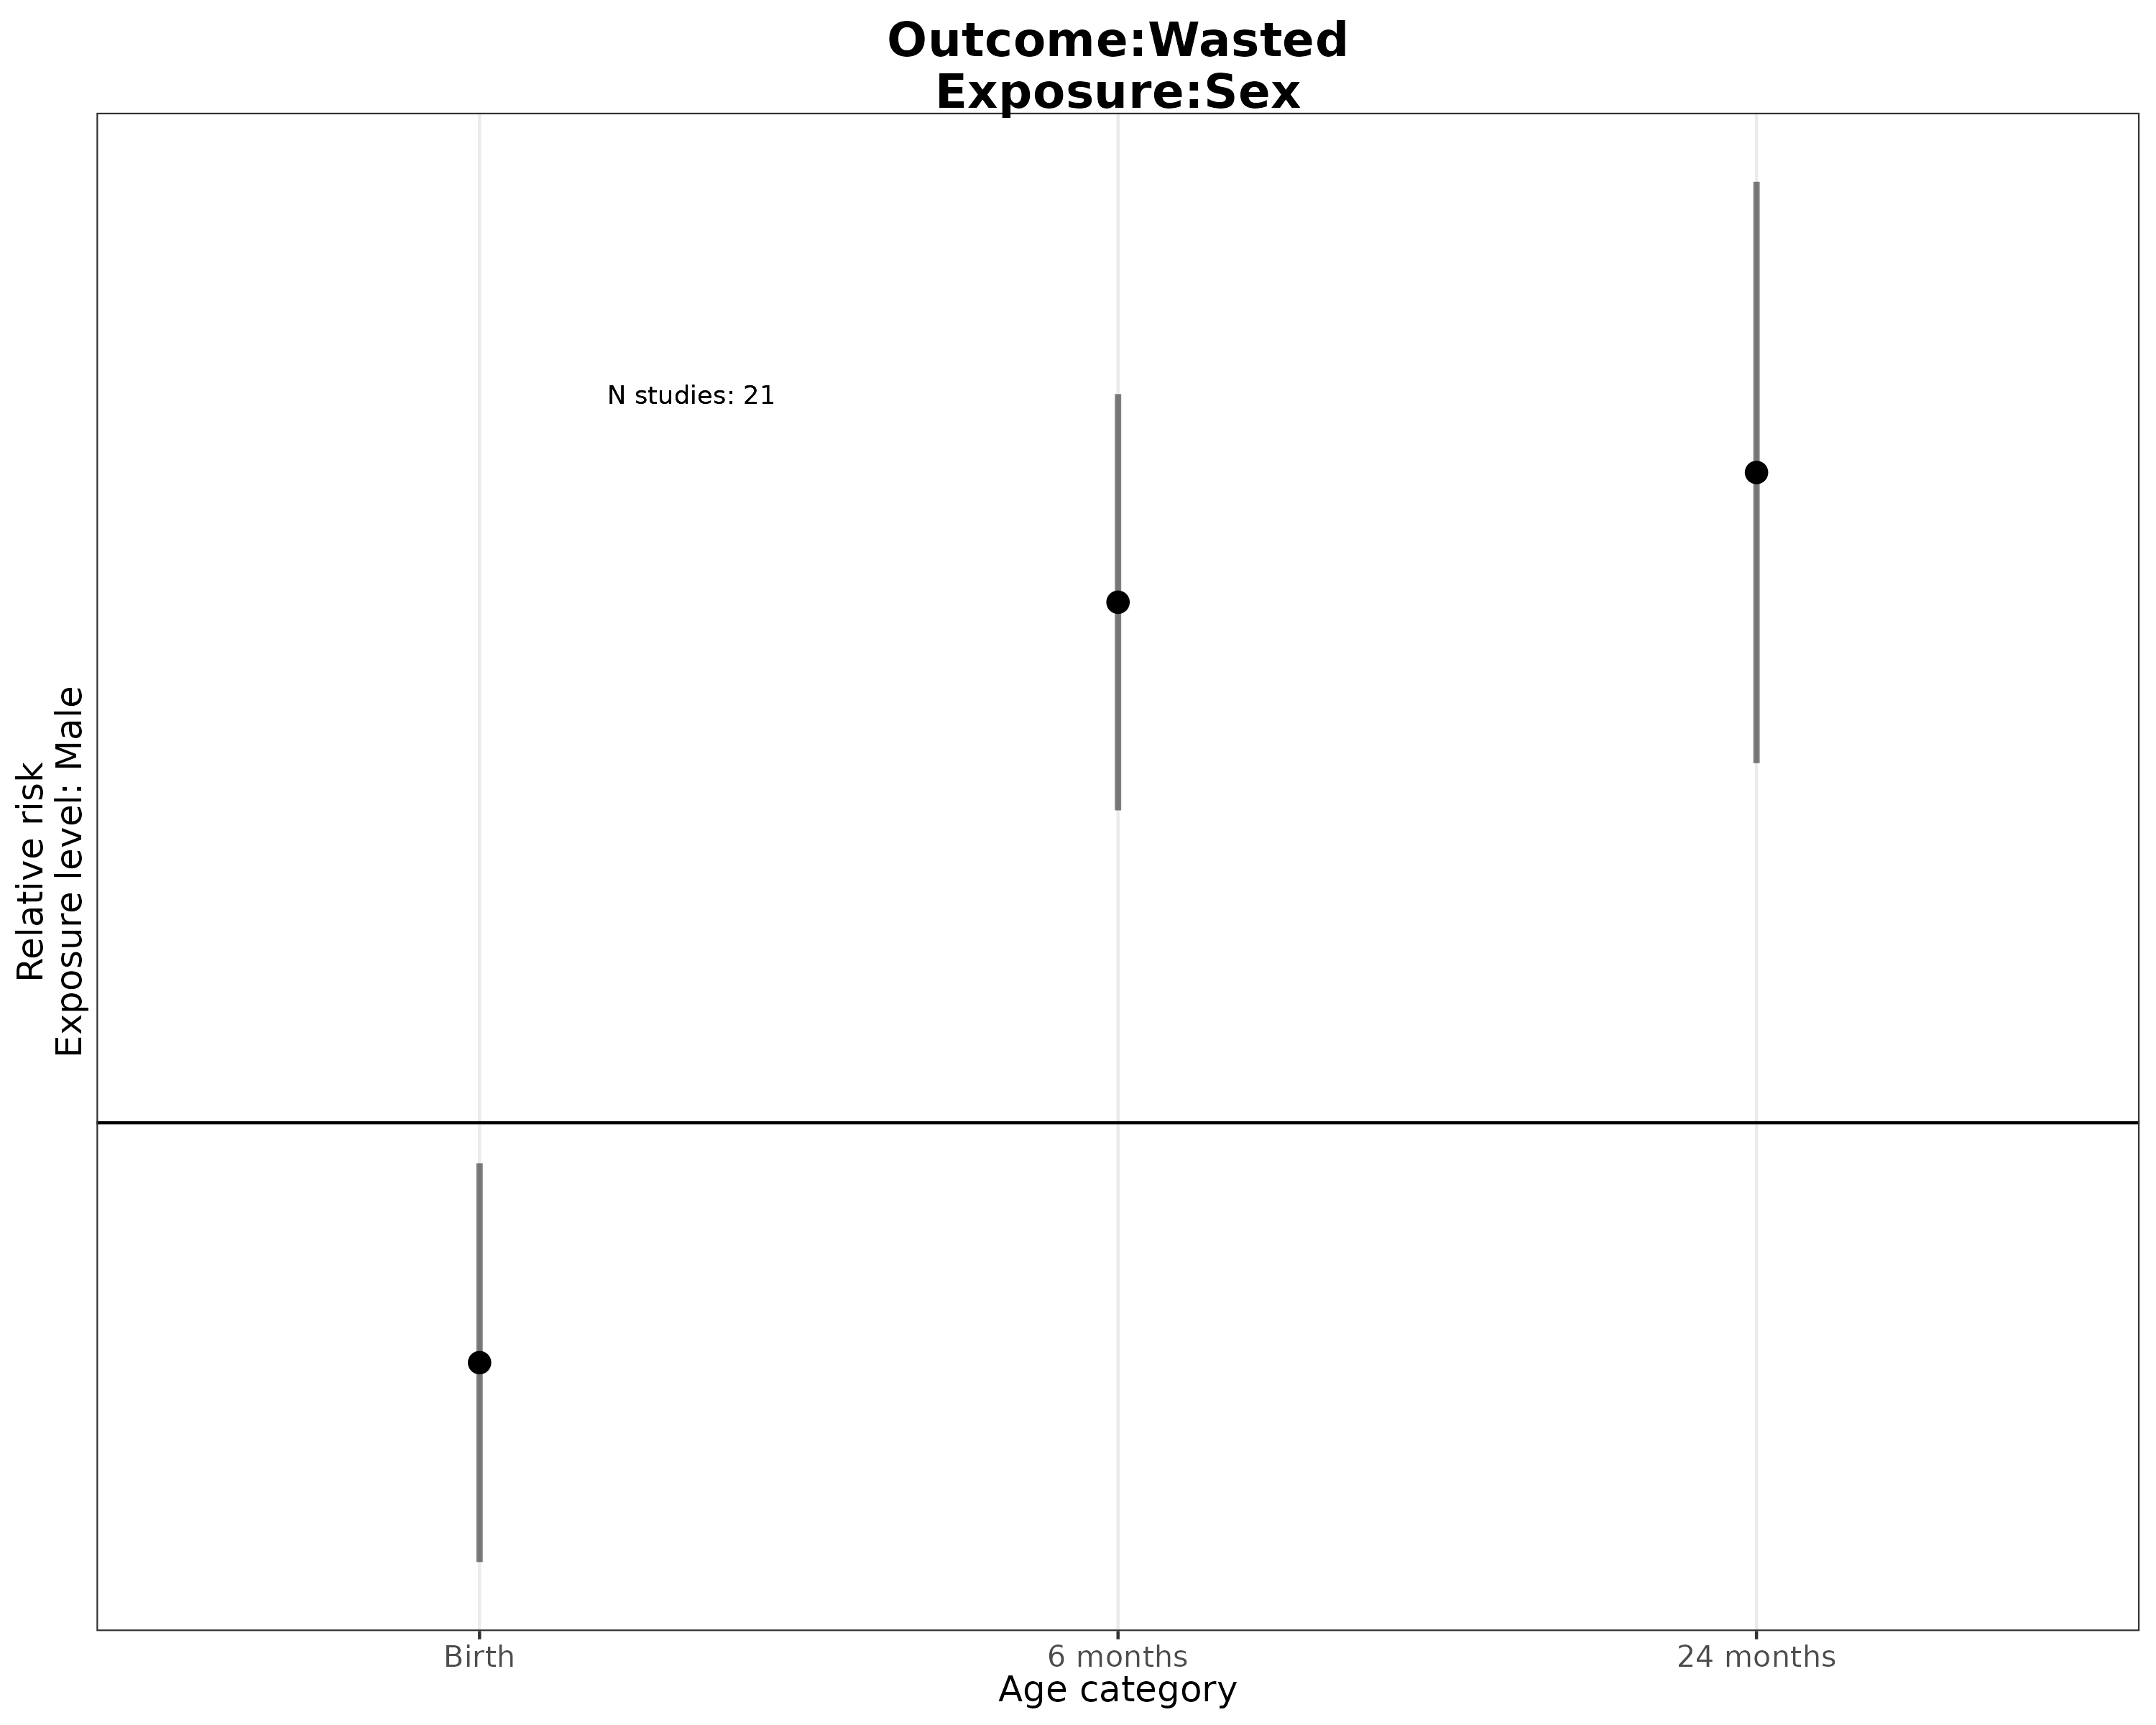 Outcome:Wasted
Exposure:Sex
N studies: 21
Relative risk
Exposure level: Male
Birth
6 months
24 months
Age category